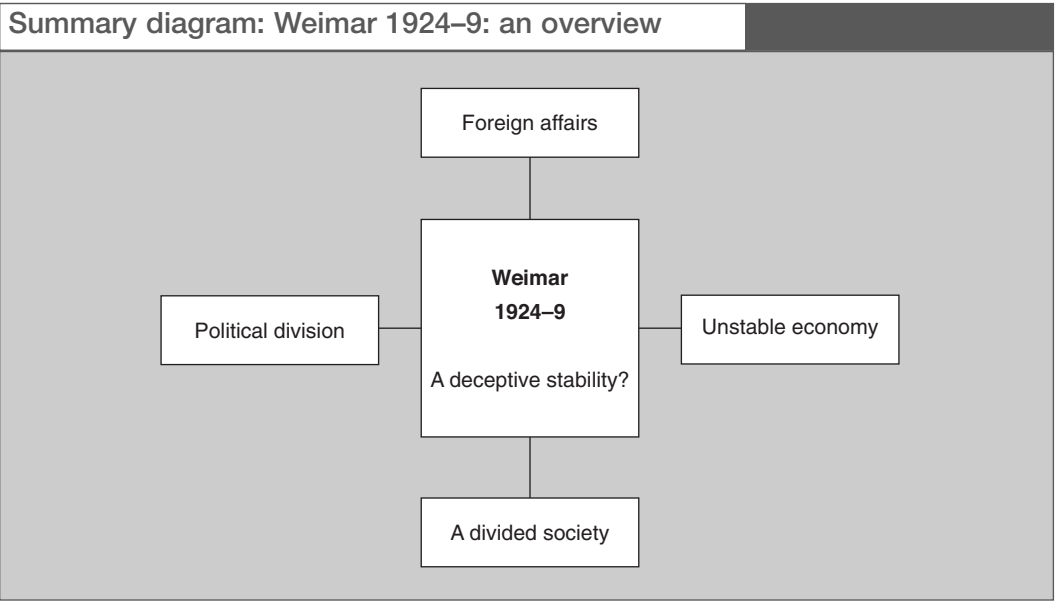 Summary diagram: Weimar 1924–9: an overview
Foreign affairs
Weimar
1924–9
A deceptive stability?
Political division
Unstable economy
A divided society